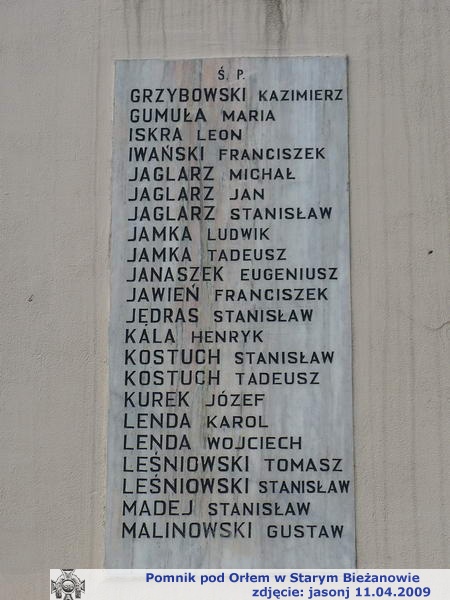 Ś. P.
GRZYBOWSKI KAZIMIERZ
GUMUŁA MARIA
ISKRA LEON
IWAŃSKI FRANCISZEK
JAGLARZ MICHAŁ
JAGLARZ JAN
JAGLARZ STANISŁAW
JAMKA LUDWIK
JAMKA TADEUSZ
JANASZEK EUGENIUSZ
JAWIEŃ FRANCISZEK
JĘDRAS STANISŁAW
KALA HENRYK
KOSTUCH STANISŁAW
KOSTUCH TADEUSZ
KUREK JÓZEF
LENDA KAROL
LENDA WOJCIECH
LEŚNIOWSKI TOMASZ
LEŚNIOWSKI STANISŁAW
MADEJ STANISŁAW
MALINOWSKI GUSTAW
Pomnik pod Orłem w Starym Bieżanowie
zdjęcie: jasonj 11.04.2009